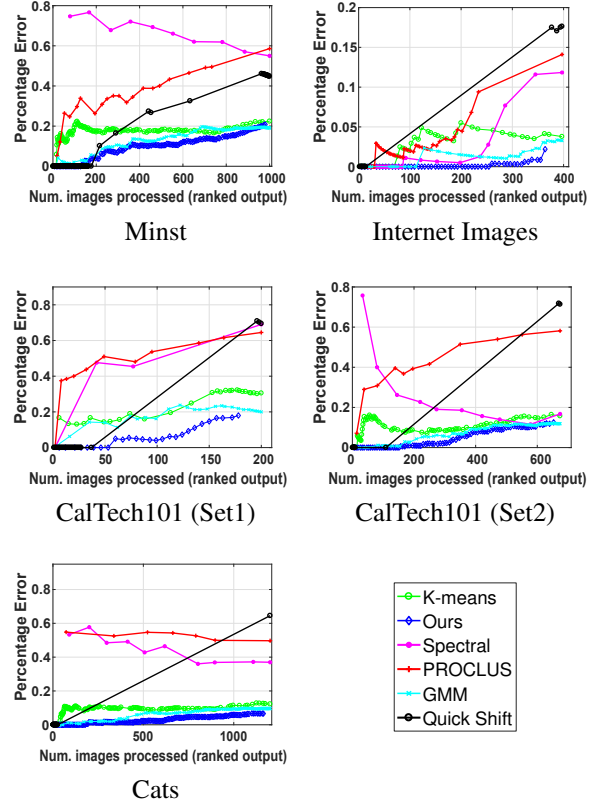 Percentage Error
0.8
0.6
0.4
0.2
0
0 200 400 600 800 1000
Num. images processed (ranked output)
Minst
Percentage Error
0.2
0.15
0.1
0.05
0
0 100 200 300 400
Num. images processed (ranked output)
Internet Images
Percentage Error
0.8
0.6
0.4
0.2
0
0 50 100 150 200
Num. images processed (ranked output)
CalTech101 (Set1)
Percentage Error
0.8
0.6
0.4
0.2
0
0 200 400 600
Num. images processed (ranked output)
CalTech101 (Set2)
Percentage Error
0.8
0.6
0.4
0.2
0
0 500 1000
Num. images processed (ranked output)
Cats
K-means
Ours
Spectral
PROCLUS
GMM
Quick Shift